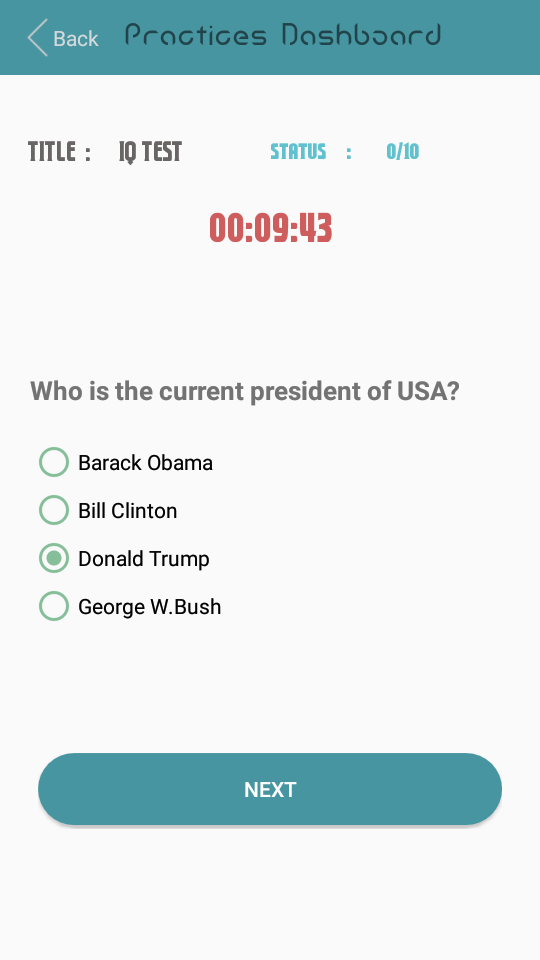 Back Practices Dashboard
TITLE : IQ TEST STATUS : 0/10
00:09:43
Who is the current president of USA?
Barack Obama
Bill Clinton
Donald Trump
George W.Bush
NEXT